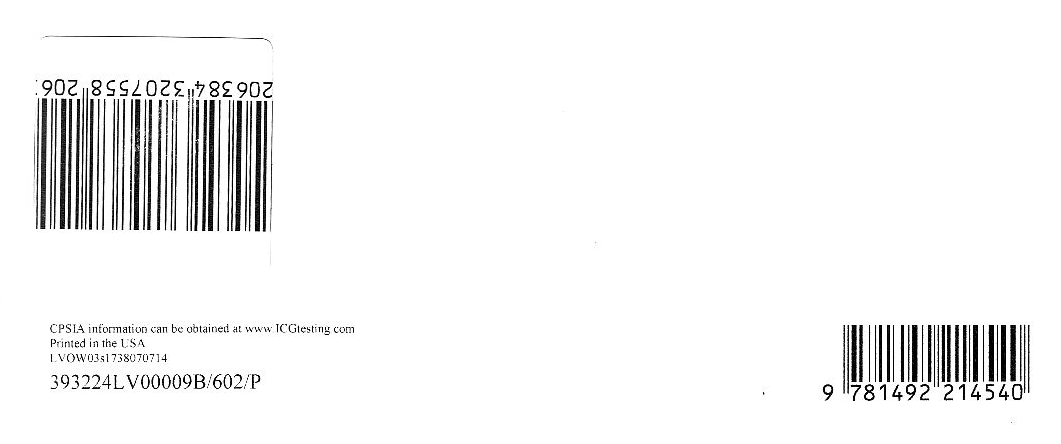 206384 3207558 206
CPSIA information can be obtained at www.ICGtesting.com
Printed in the USA
LVOW03s1738070714
393224LV00009B/602/P
9 781492 214540